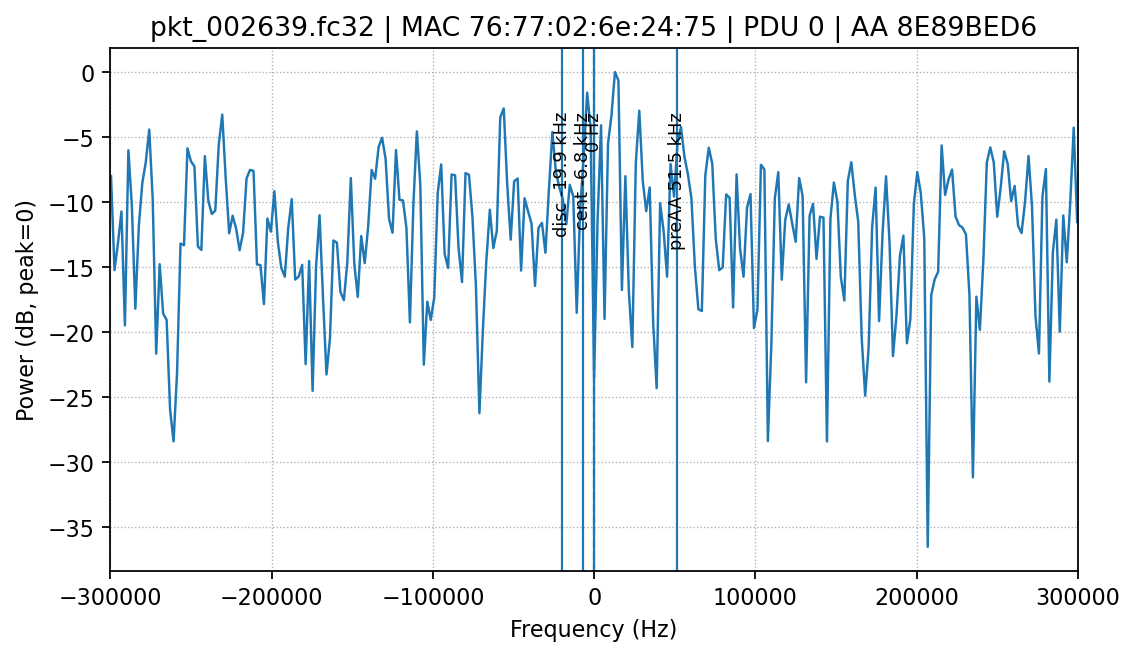 pkt_002639.fc32 | MAC 76:77:02:6e:24:75 | PDU 0 | AA 8E89BED6
Power (dB, peak=0)
0
−5
−10
−15
−20
−25
−30
−35
disc -19.9 kHz
cent -6.8 kHz
0 Hz
preAA 51.5 kHz
−300000 −200000 −100000 0 100000 200000 300000
Frequency (Hz)